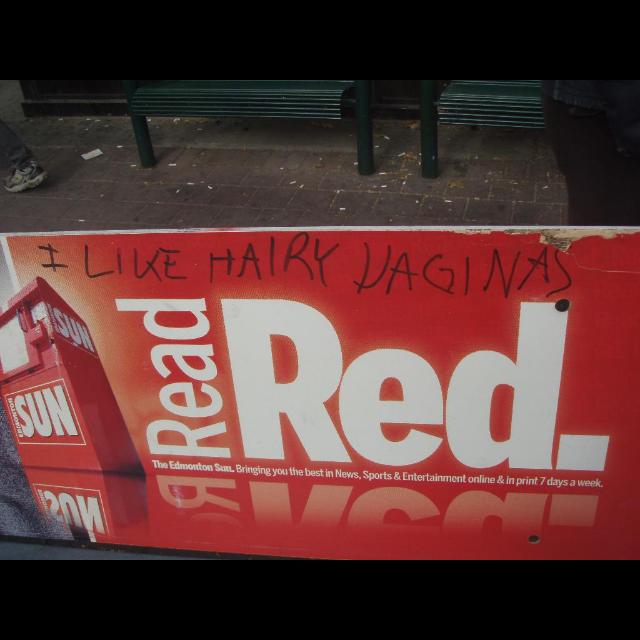 I LIKE HAIRY VAGINAS
Read
Red.
The Edmonton Sun. Bringing you the best in News, Sports & Entertainment online & in print 7 days a week.
SUN
EDMONTON
SUN